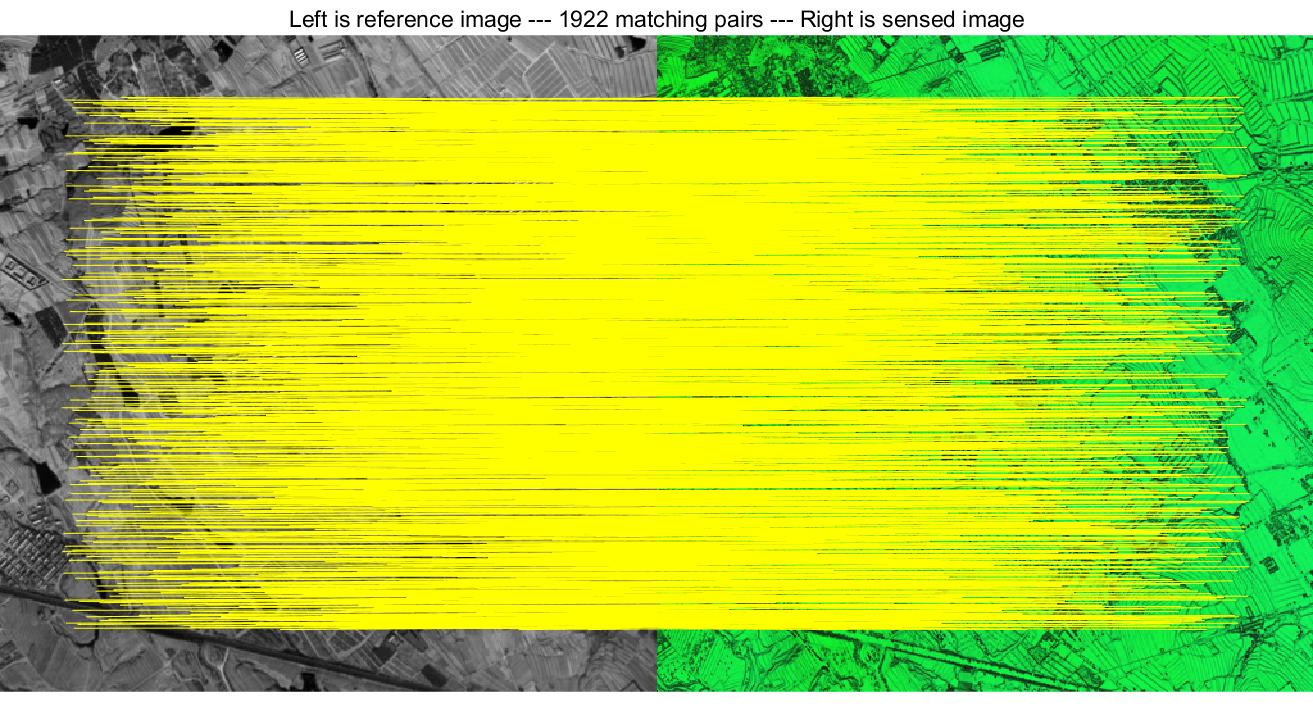 Left is reference image --- 1922 matching pairs --- Right is sensed image